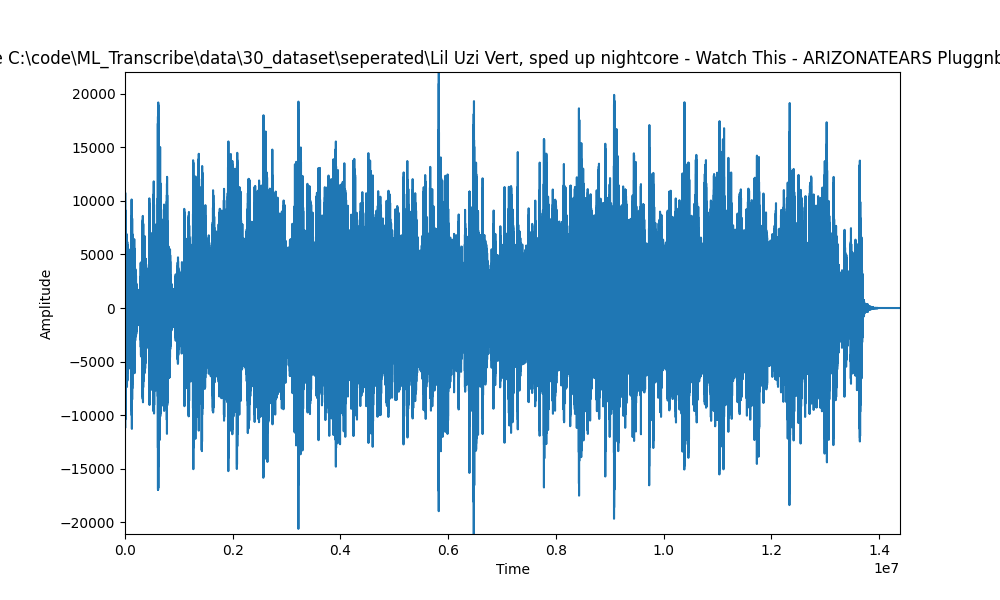 e C:\code\ML_Transcribe\data\30_dataset\seperated\Lil Uzi Vert, sped up nightcore - Watch This - ARIZONATEARS Pluggnb
20000
15000
10000
5000
0
−5000
−10000
−15000
−20000
Amplitude
0.0 0.2 0.4 0.6 0.8 1.0 1.2 1.4
1e7
Time